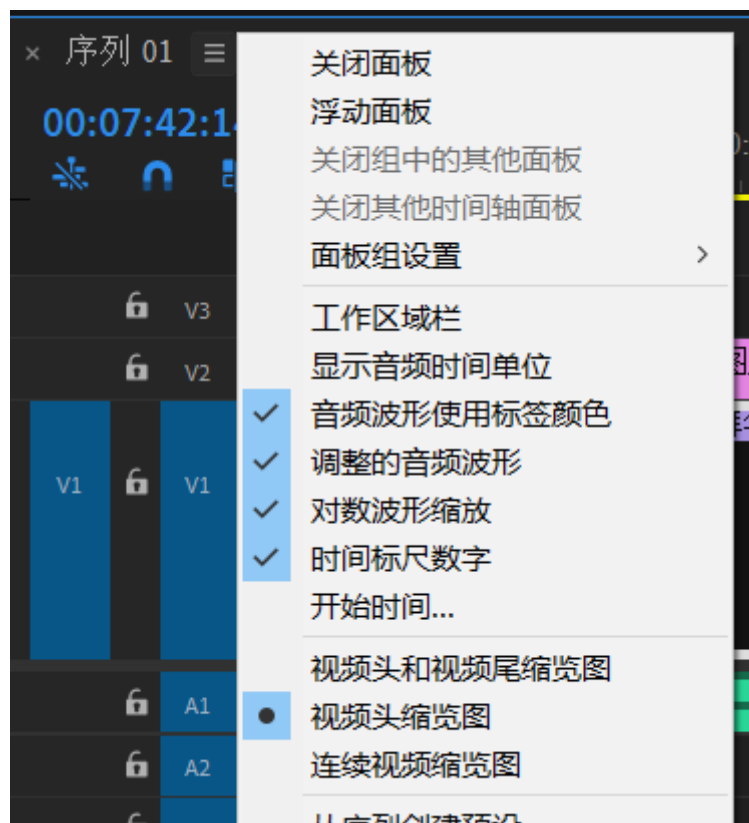 × 序列 01 ≡
00:07:42:1
关闭面板
浮动面板
关闭组中的其他面板
关闭其他时间轴面板
面板组设置
工作区域栏
显示音频时间单位
音频波形使用标签颜色
调整的音频波形
对数波形缩放
时间标尺数字
开始时间...
视频头和视频尾缩览图
视频头缩览图
连续视频缩览图
V3
V2
V1 V1
A1
A2